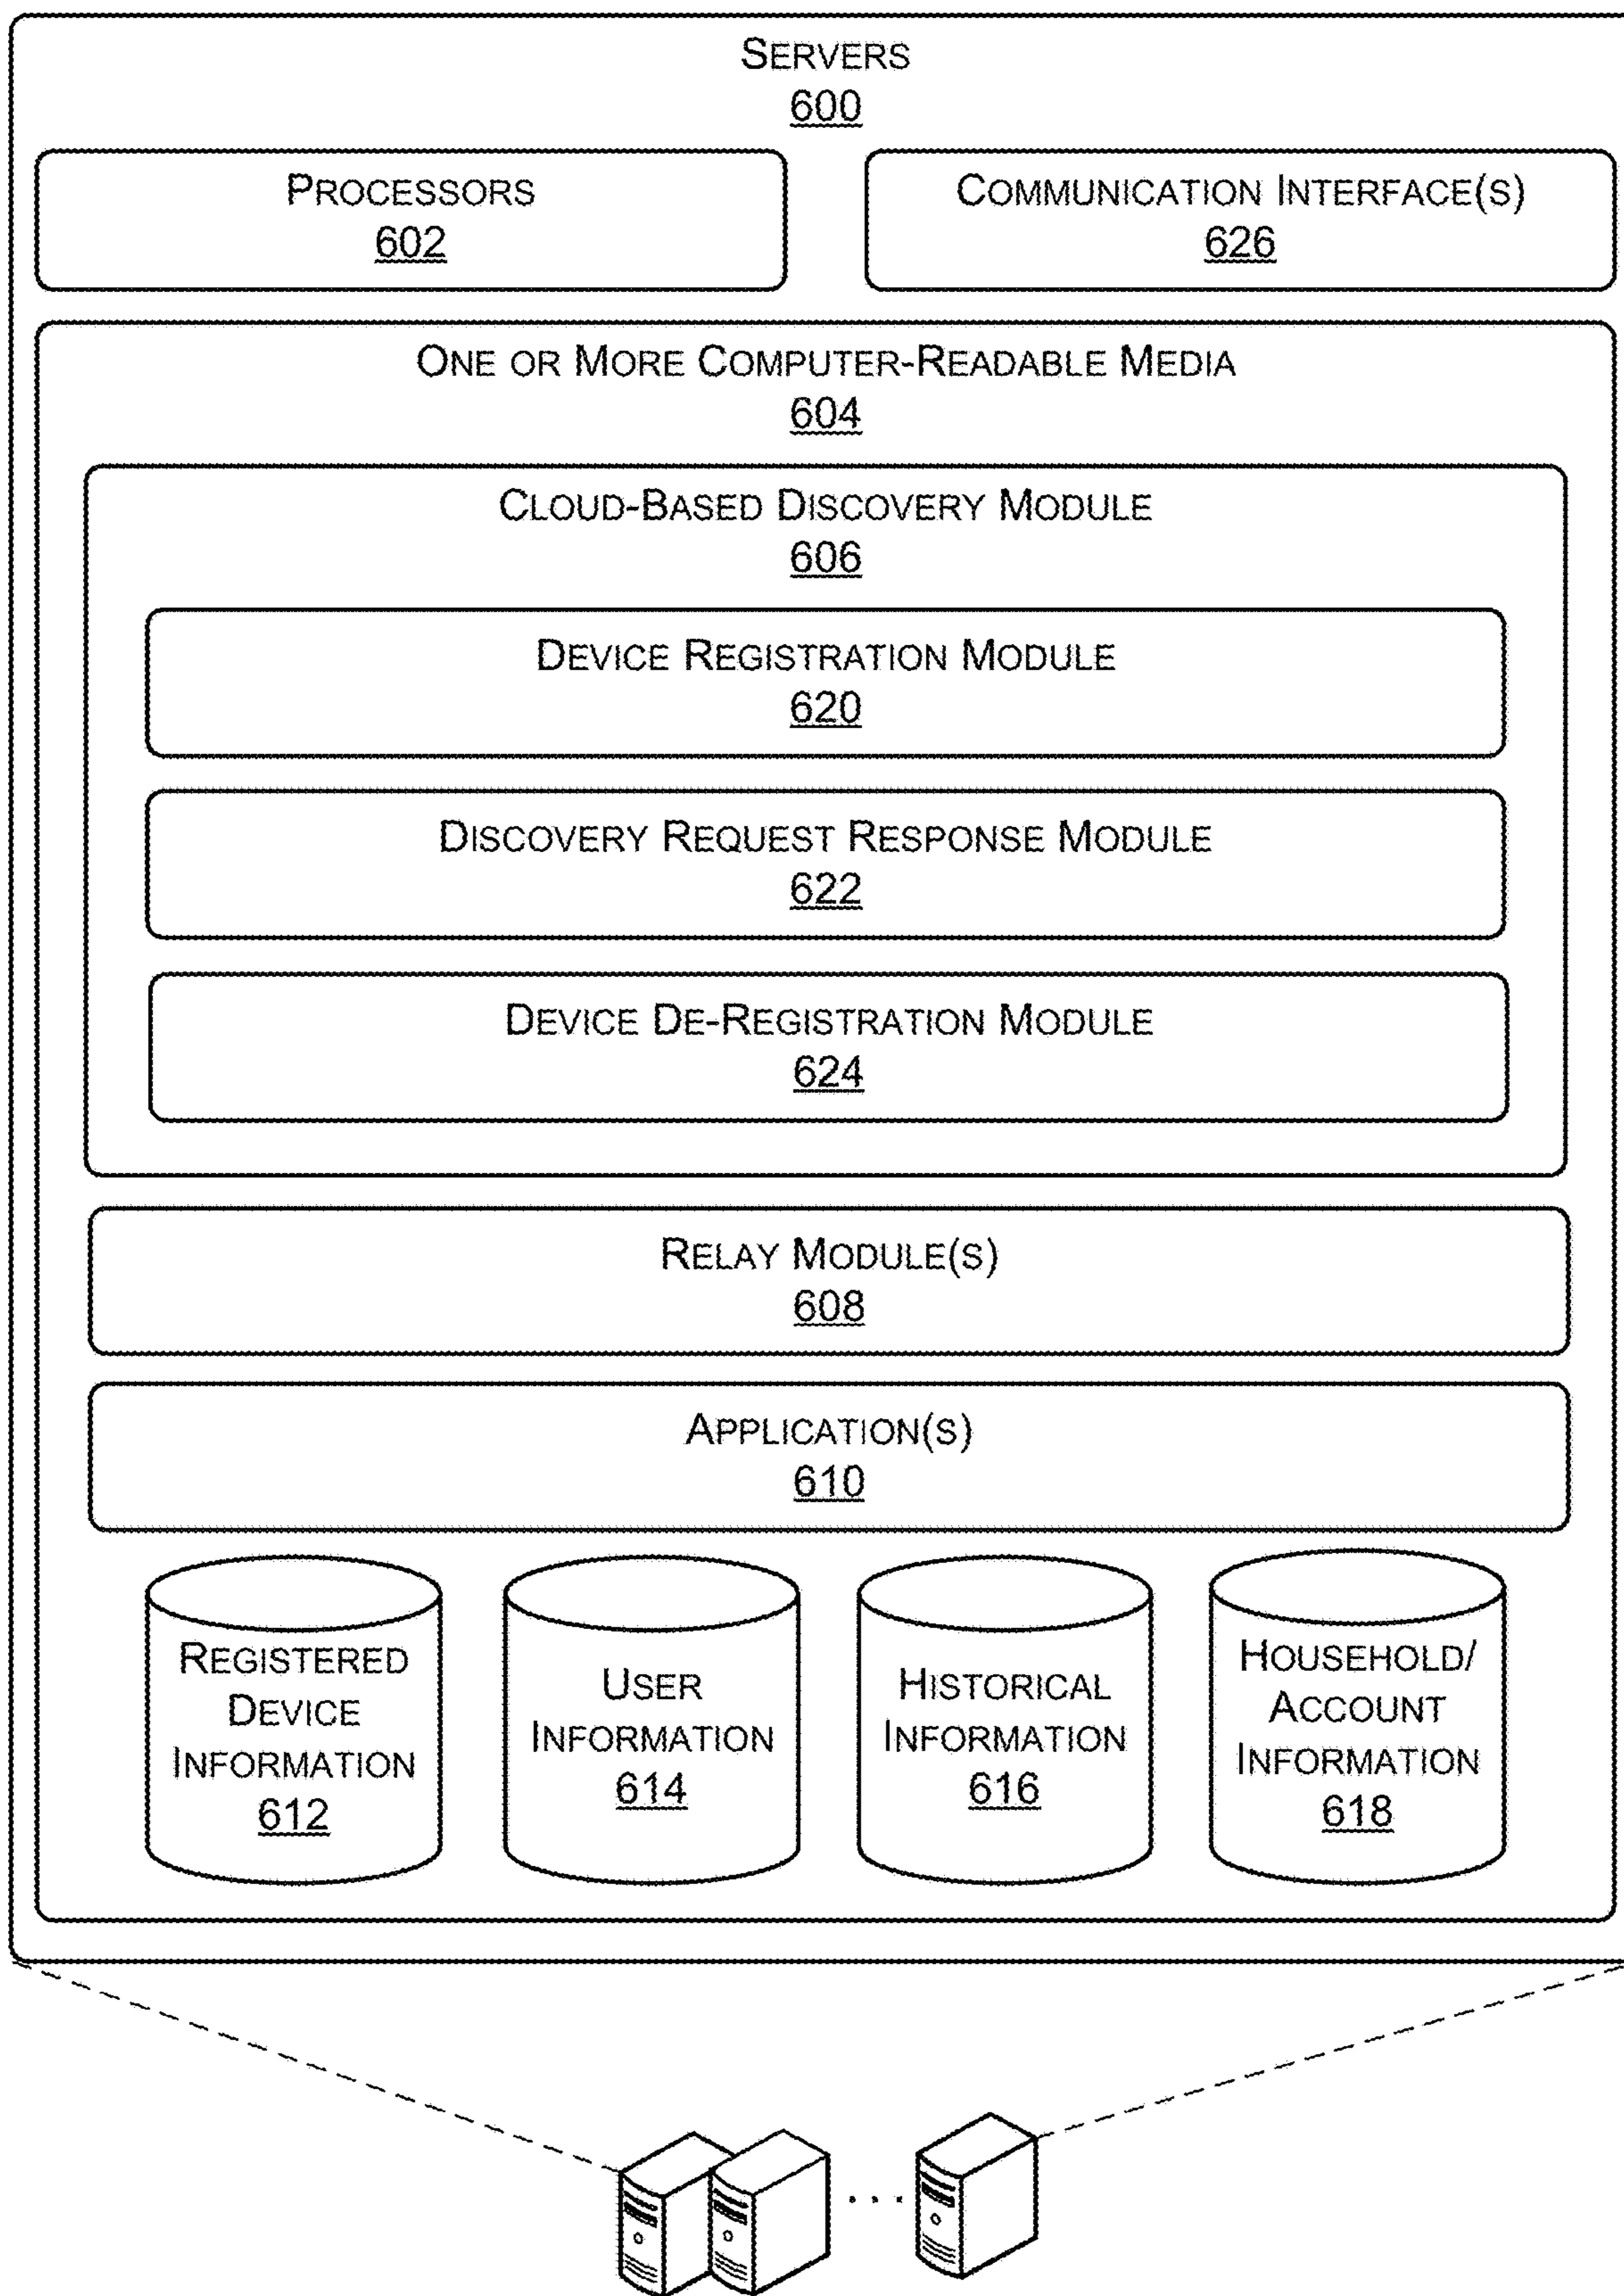 SERVERS
600
PROCESSORS
602
COMMUNICATION INTERFACE(S)
626
ONE OR MORE COMPUTER-READABLE MEDIA
604
CLOUD-BASED DISCOVERY MODULE
606
DEVICE REGISTRATION MODULE
620
DISCOVERY REQUEST RESPONSE MODULE
622
DEVICE DE-REGISTRATION MODULE
624
RELAY MODULE(S)
608
APPLICATION(S)
610
REGISTERED
DEVICE
INFORMATION
612
USER
INFORMATION
614
HISTORICAL
INFORMATION
616
HOUSEHOLD/
ACCOUNT
INFORMATION
618
. . .